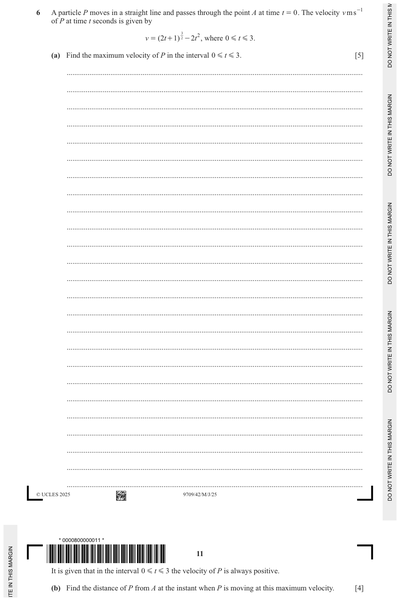 6 A particle P moves in a straight line and passes through the point A at time t = 0. The velocity v m s⁻¹
of P at time t seconds is given by
v = (2t + 1)^(3/2) − 2t², where 0 ⩽ t ⩽ 3.
(a) Find the maximum velocity of P in the interval 0 ⩽ t ⩽ 3. [5]
© UCLES 2025 9709/42/M/J/25
DO NOT WRITE IN THIS M
DO NOT WRITE IN THIS MARGIN
DO NOT WRITE IN THIS MARGIN
DO NOT WRITE IN THIS MARGIN
DO NOT WRITE IN THIS MARGIN
* 0000800000011 *
11
It is given that in the interval 0 ⩽ t ⩽ 3 the velocity of P is always positive.
(b) Find the distance of P from A at the instant when P is moving at this maximum velocity. [4]
ITE IN THIS MARGIN